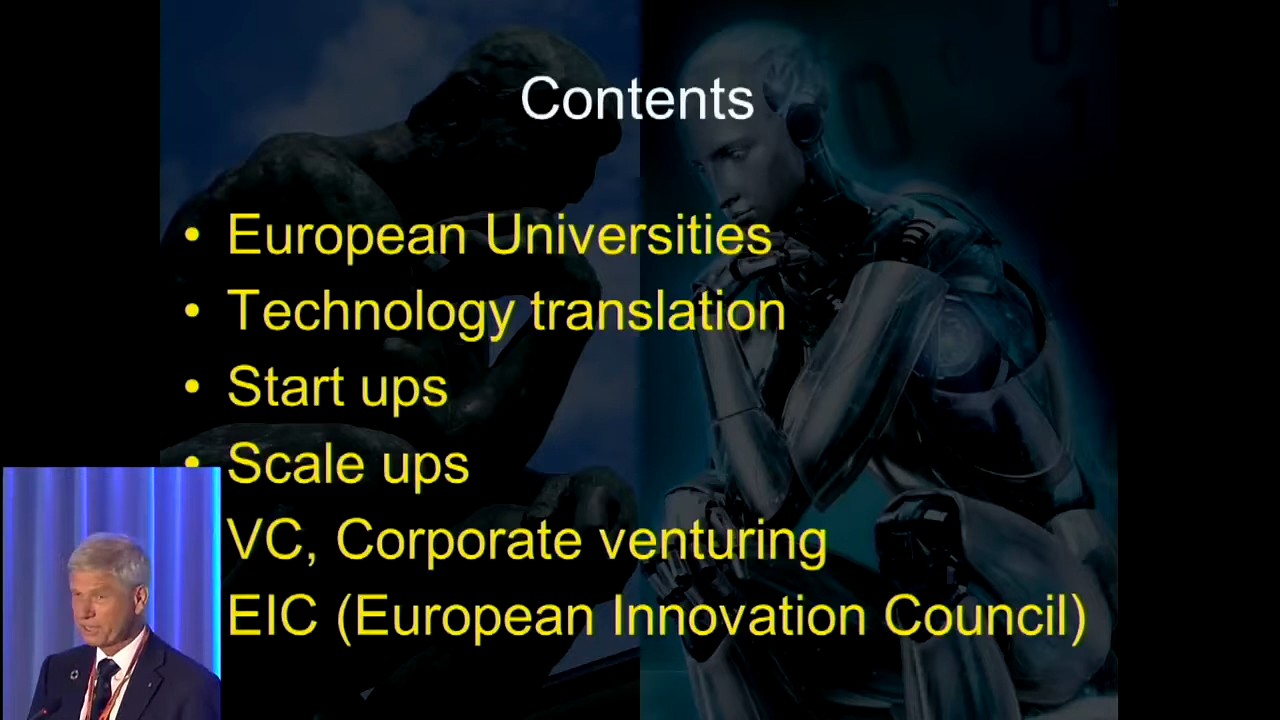 Contents
• European Universities
• Technology translation
• Start ups
• Scale ups
VC, Corporate venturing
EIC (European Innovation Council)